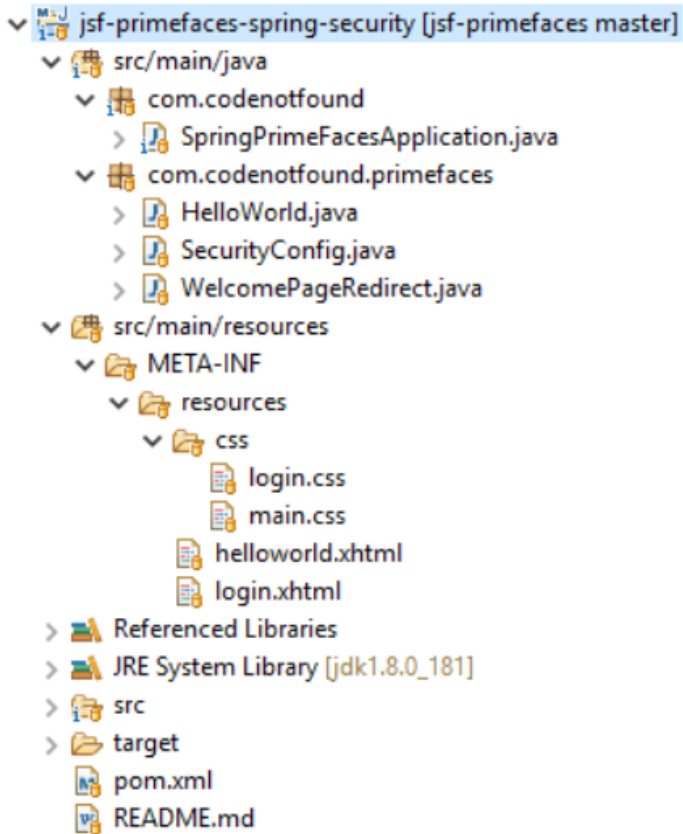 jsf-primefaces-spring-security [jsf-primefaces master]
src/main/java
com.codenotfound
SpringPrimeFacesApplication.java
com.codenotfound.primefaces
HelloWorld.java
SecurityConfig.java
WelcomePageRedirect.java
src/main/resources
META-INF
resources
css
login.css
main.css
helloworld.xhtml
login.xhtml
Referenced Libraries
JRE System Library [jdk1.8.0_181]
src
target
pom.xml
README.md